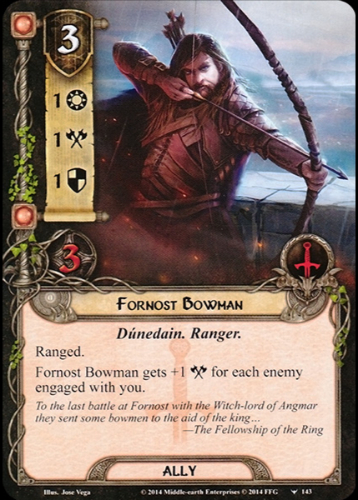 3
1
1
1
3
FORNOST BOWMAN
Dúnedain. Ranger.
Ranged.
Fornost Bowman gets +1 for each enemy
engaged with you.
To the last battle at Fornost with the Witch-lord of Angmar
they sent some bowmen to the aid of the king…
—The Fellowship of the Ring
ALLY
Illus. Jose Vega
© 2014 Middle-earth Enterprises © 2014 FFG
143